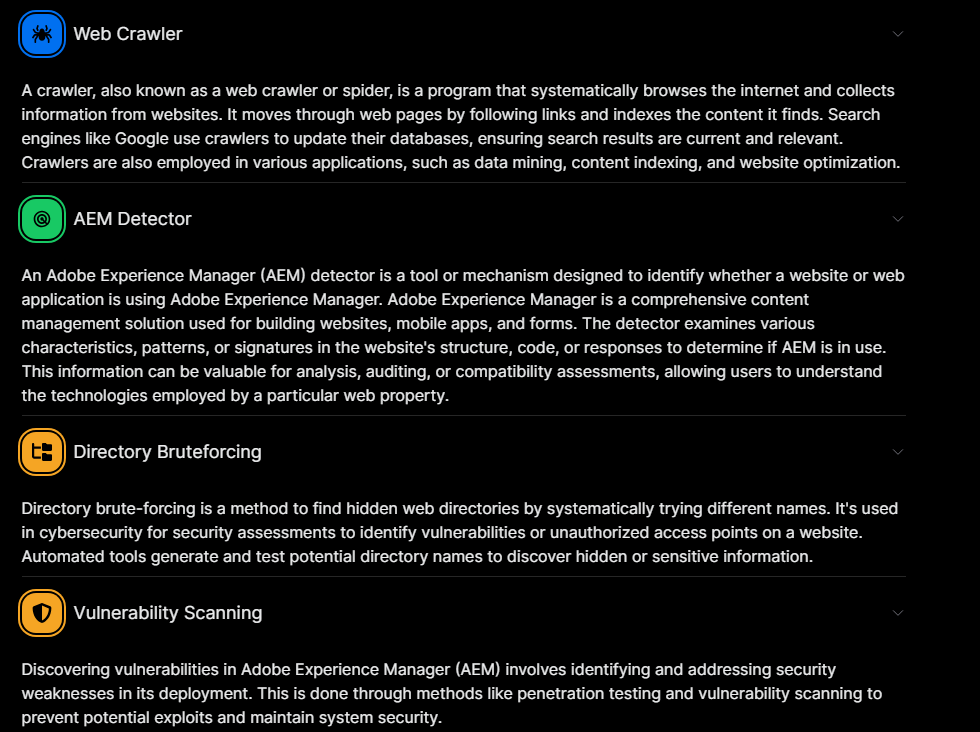 Web Crawler
A crawler, also known as a web crawler or spider, is a program that systematically browses the internet and collects
information from websites. It moves through web pages by following links and indexes the content it finds. Search
engines like Google use crawlers to update their databases, ensuring search results are current and relevant.
Crawlers are also employed in various applications, such as data mining, content indexing, and website optimization.
AEM Detector
An Adobe Experience Manager (AEM) detector is a tool or mechanism designed to identify whether a website or web
application is using Adobe Experience Manager. Adobe Experience Manager is a comprehensive content
management solution used for building websites, mobile apps, and forms. The detector examines various
characteristics, patterns, or signatures in the website's structure, code, or responses to determine if AEM is in use.
This information can be valuable for analysis, auditing, or compatibility assessments, allowing users to understand
the technologies employed by a particular web property.
Directory Bruteforcing
Directory brute-forcing is a method to find hidden web directories by systematically trying different names. It's used
in cybersecurity for security assessments to identify vulnerabilities or unauthorized access points on a website.
Automated tools generate and test potential directory names to discover hidden or sensitive information.
Vulnerability Scanning
Discovering vulnerabilities in Adobe Experience Manager (AEM) involves identifying and addressing security
weaknesses in its deployment. This is done through methods like penetration testing and vulnerability scanning to
prevent potential exploits and maintain system security.